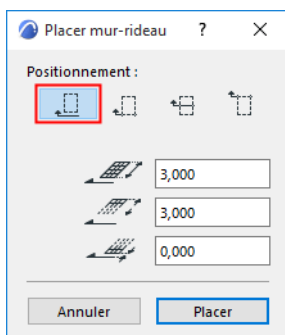 Placer mur-rideau ? ×
Positionnement :
3,000
3,000
0,000
Annuler Placer